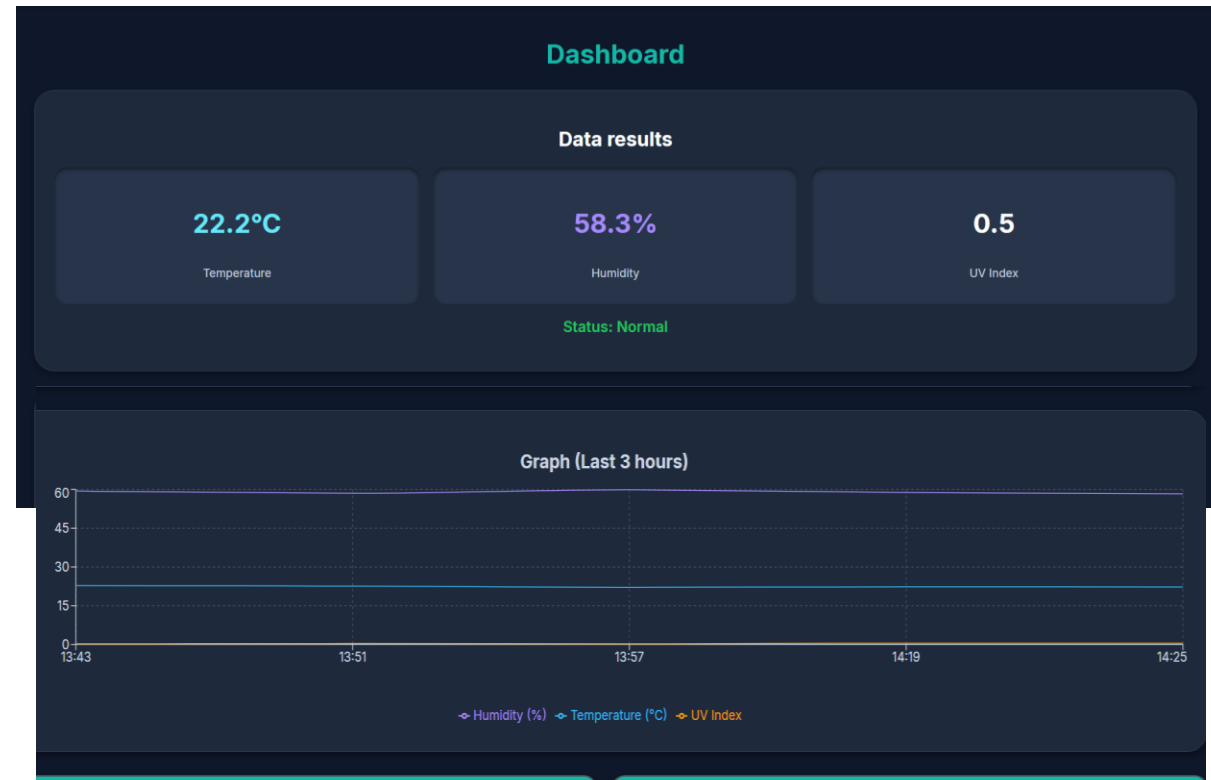 Dashboard
Data results
22.2°C
58.3%
0.5
Temperature
Humidity
UV Index
Status: Normal
Graph (Last 3 hours)
60
45
30
15
0
13:43
13:51
13:57
14:19
14:25
Humidity (%)
Temperature (°C)
UV Index